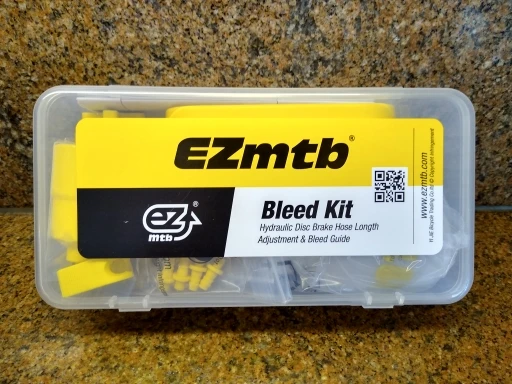 EZmtb®
ez
mtb
Bleed Kit
Hydraulic Disc Brake Hose Length
Adjustment & Bleed Guide
www.ezmtb.com